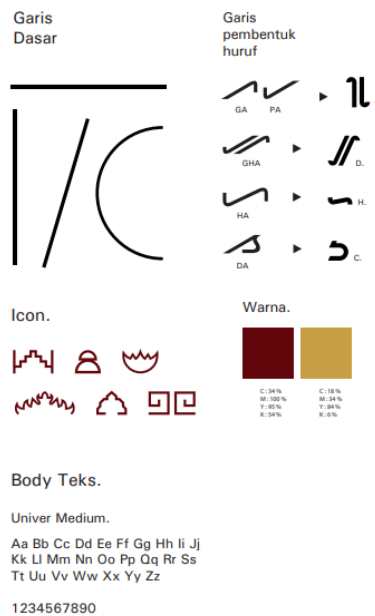 Garis
Dasar
Garis
pembentuk
huruf
GA PA
GHA
D.
HA
H.
DA
C.
Icon.
Warna.
C : 34 %
M : 100 %
Y : 95 %
K : 54 %
C : 18 %
M : 34 %
Y : 84 %
K : 6 %
Body Teks.
Univer Medium.
Aa Bb Cc Dd Ee Ff Gg Hh Ii Jj
Kk Ll Mm Nn Oo Pp Qq Rr Ss
Tt Uu Vv Ww Xx Yy Zz
1234567890